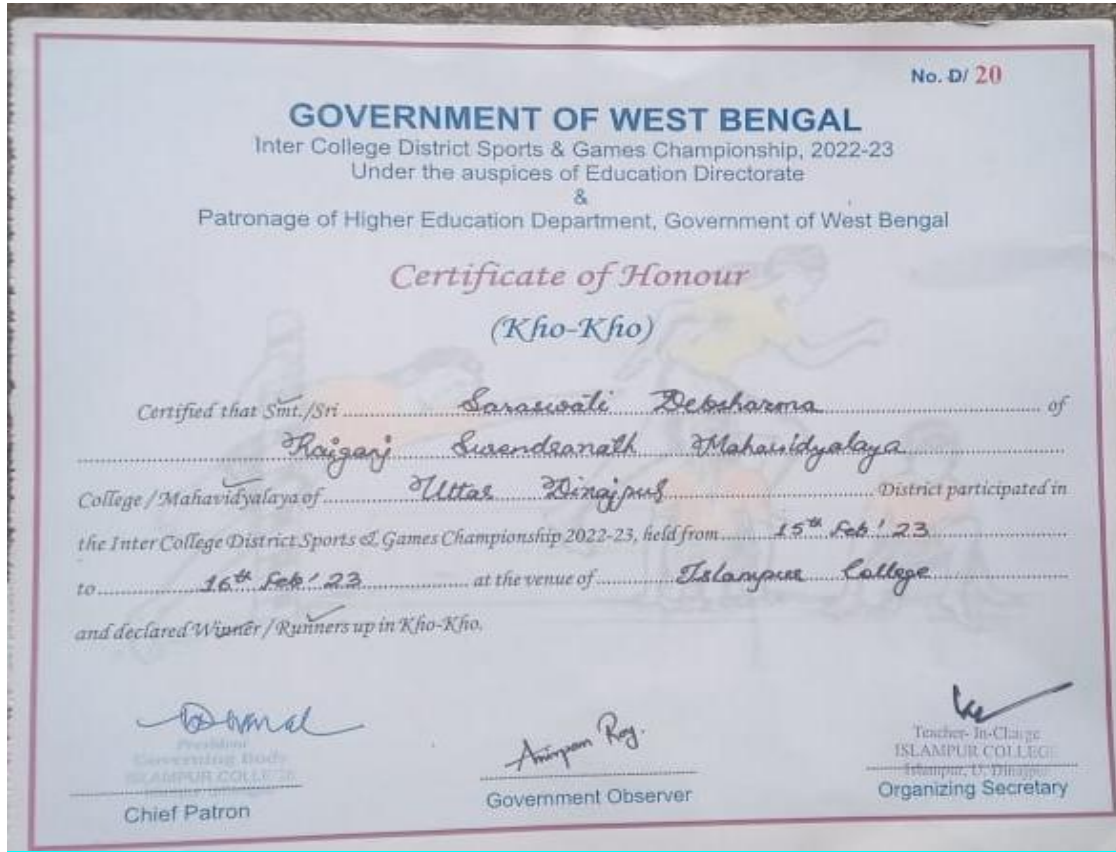 No. D/ 20
GOVERNMENT OF WEST BENGAL
Inter College District Sports & Games Championship, 2022-23
Under the auspices of Education Directorate
&
Patronage of Higher Education Department, Government of West Bengal
Certificate of Honour
(Kho-Kho)
Certified that Smt./Sri Saraswati Debsharma of
Raiganj Surendranath Mahavidyalaya
College / Mahavidyalaya of Uttar Dinajpur District participated in
the Inter College District Sports & Games Championship 2022-23, held from 15th Feb' 23
to 16th Feb' 23 at the venue of Islampur College
and declared Winner / Runners up in Kho-Kho.
President
Governing Body
ISLAMPUR COLLEGE
Chief Patron
Anupam Roy.
Government Observer
Teacher-In-Charge
ISLAMPUR COLLEGE
Islampur, U. Dinajpur
Organizing Secretary